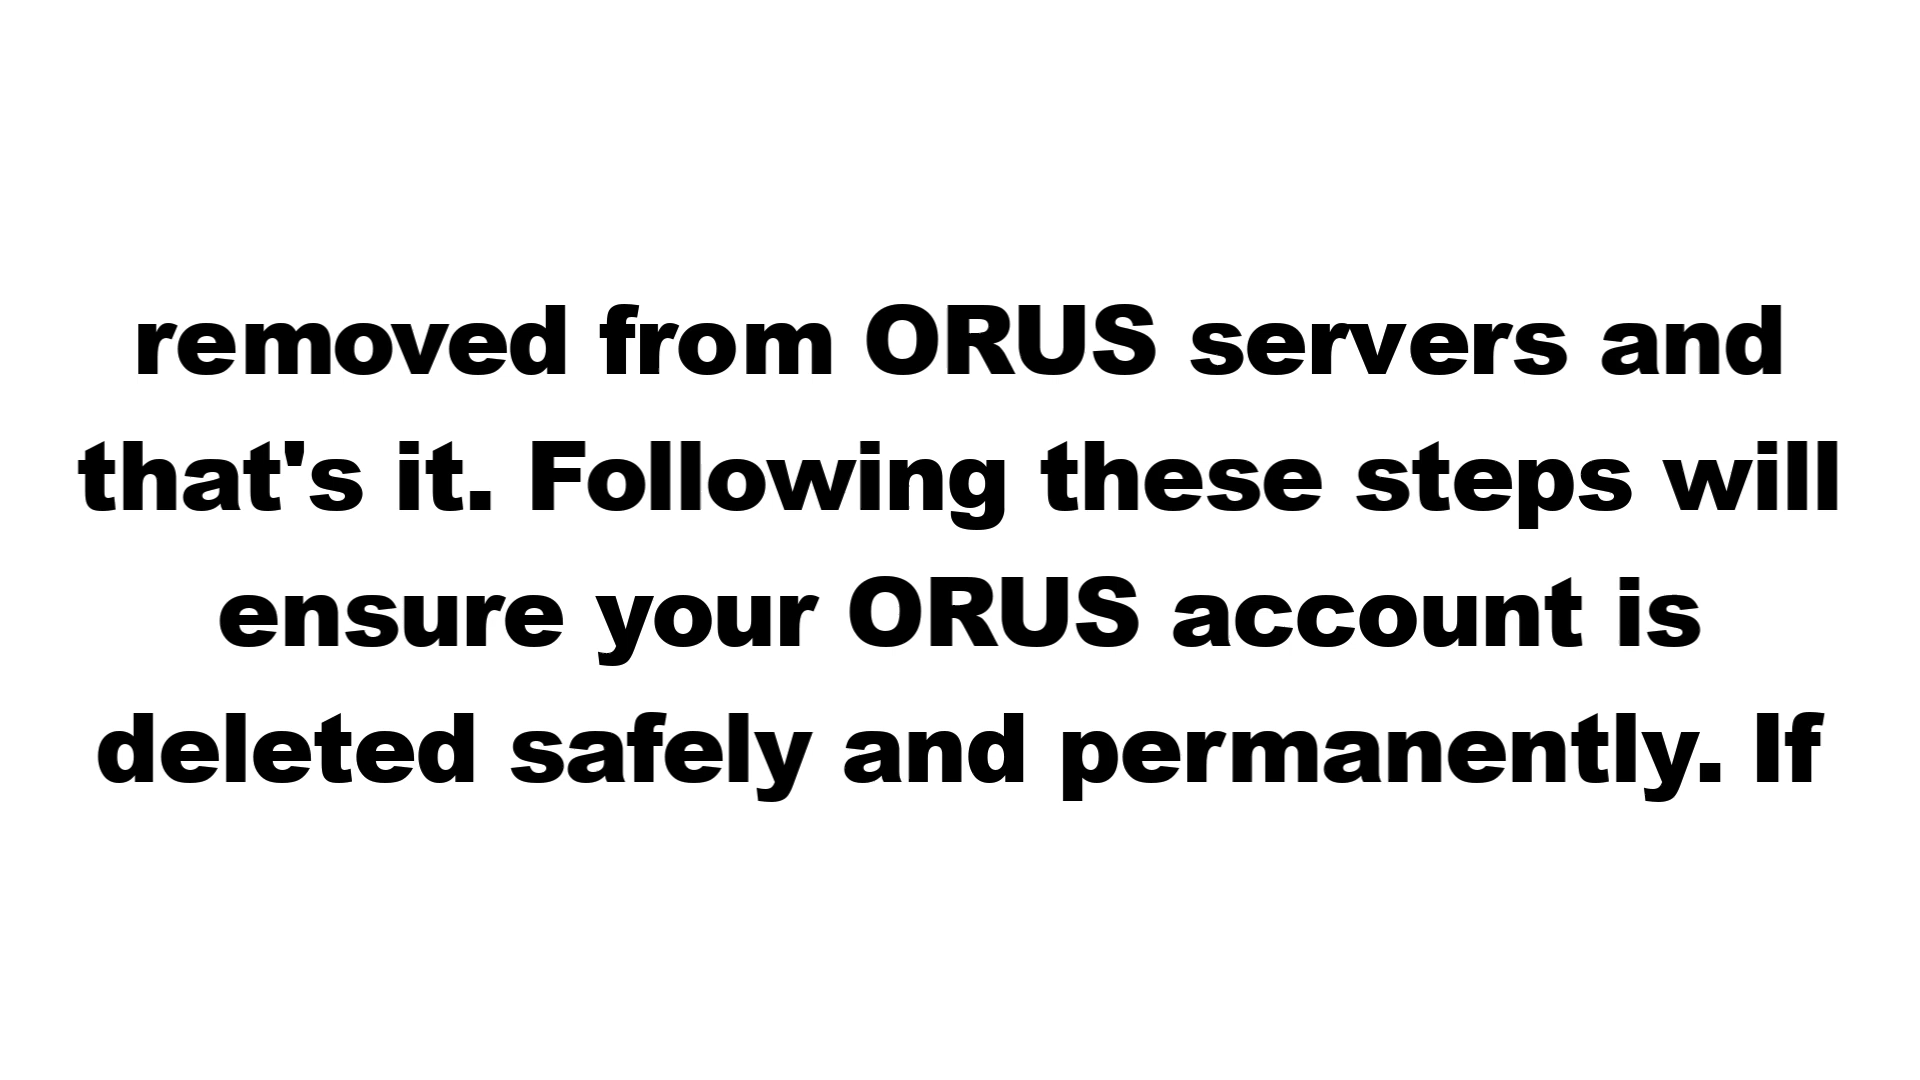 removed from ORUS servers and
that's it. Following these steps will
ensure your ORUS account is
deleted safely and permanently. If